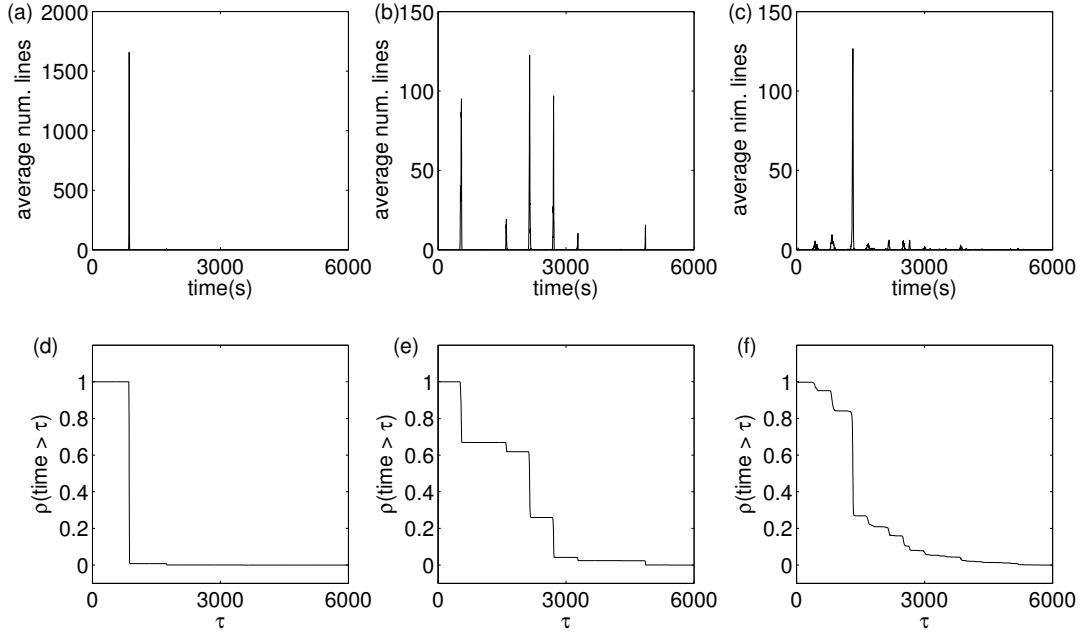 (a)
2000
1500
1000
500
0
average num. lines
0 3000 6000
time(s)
(b)
150
100
50
0
average num. lines
0 3000 6000
time(s)
(c)
150
100
50
0
average nim. lines
0 3000 6000
time(s)
(d)
1
0.8
0.6
0.4
0.2
0
ρ(time > τ)
0 3000 6000
τ
(e)
1
0.8
0.6
0.4
0.2
0
ρ(time > τ)
0 3000 6000
τ
(f)
1
0.8
0.6
0.4
0.2
0
ρ(time > τ)
0 3000 6000
τ